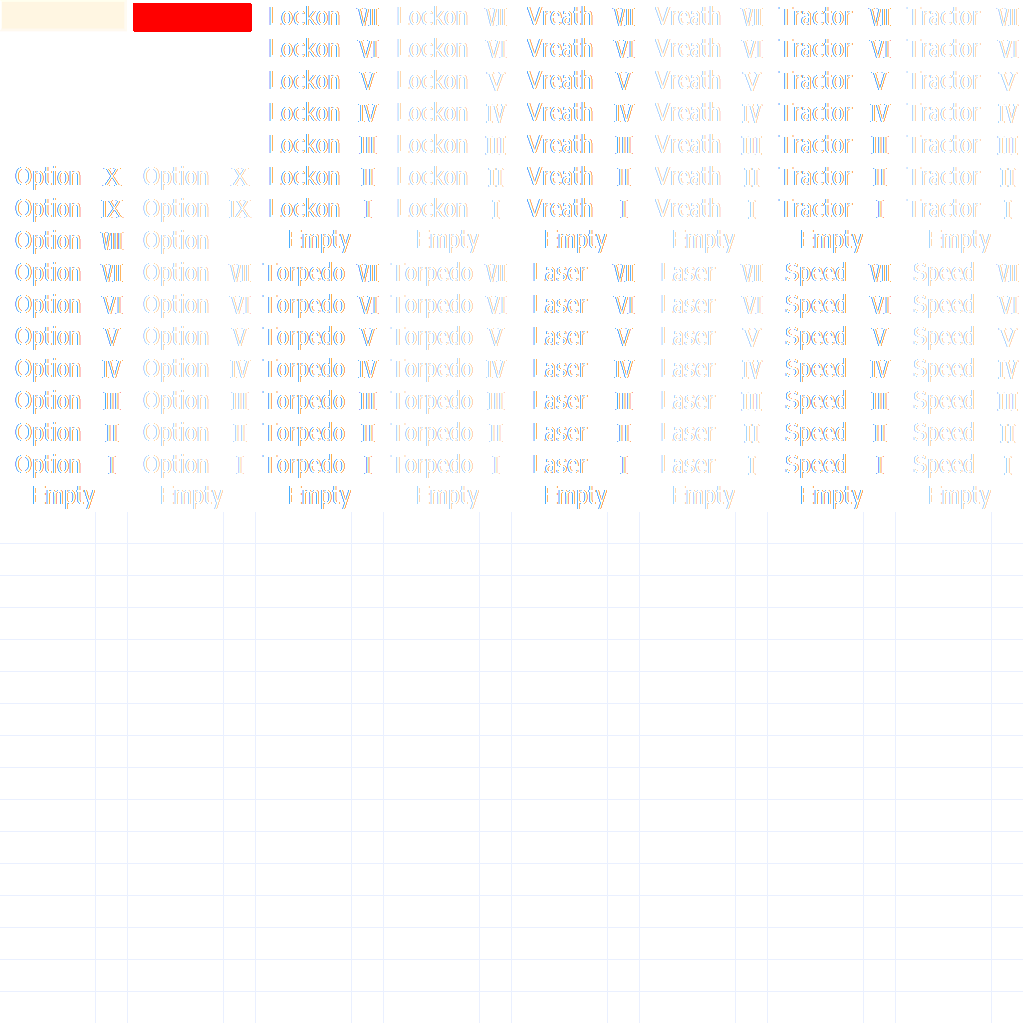 Lockon VII Lockon VII Vreath VII Vreath VII Tractor VII Tractor VII
Lockon VI Lockon VI Vreath VI Vreath VI Tractor VI Tractor VI
Lockon V Lockon V Vreath V Vreath V Tractor V Tractor V
Lockon IV Lockon IV Vreath IV Vreath IV Tractor IV Tractor IV
Lockon III Lockon III Vreath III Vreath III Tractor III Tractor III
Option X Option X Lockon II Lockon II Vreath II Vreath II Tractor II Tractor II
Option IX Option IX Lockon I Lockon I Vreath I Vreath I Tractor I Tractor I
Option VIII Option Empty Empty Empty Empty Empty Empty
Option VII Option VII Torpedo VII Torpedo VII Laser VII Laser VII Speed VII Speed VII
Option VI Option VI Torpedo VI Torpedo VI Laser VI Laser VI Speed VI Speed VI
Option V Option V Torpedo V Torpedo V Laser V Laser V Speed V Speed V
Option IV Option IV Torpedo IV Torpedo IV Laser IV Laser IV Speed IV Speed IV
Option III Option III Torpedo III Torpedo III Laser III Laser III Speed III Speed III
Option II Option II Torpedo II Torpedo II Laser II Laser II Speed II Speed II
Option I Option I Torpedo I Torpedo I Laser I Laser I Speed I Speed I
Empty Empty Empty Empty Empty Empty Empty Empty